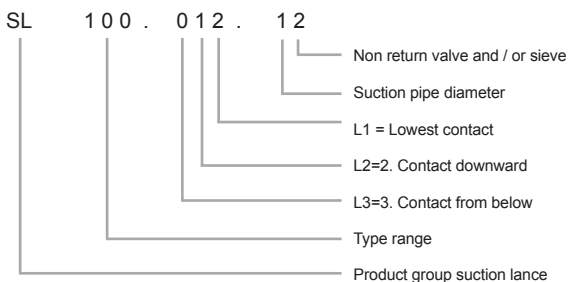 SL 100.012.12
Non return valve and / or sieve
Suction pipe diameter
L1 = Lowest contact
L2=2. Contact downward
L3=3. Contact from below
Type range
Product group suction lance